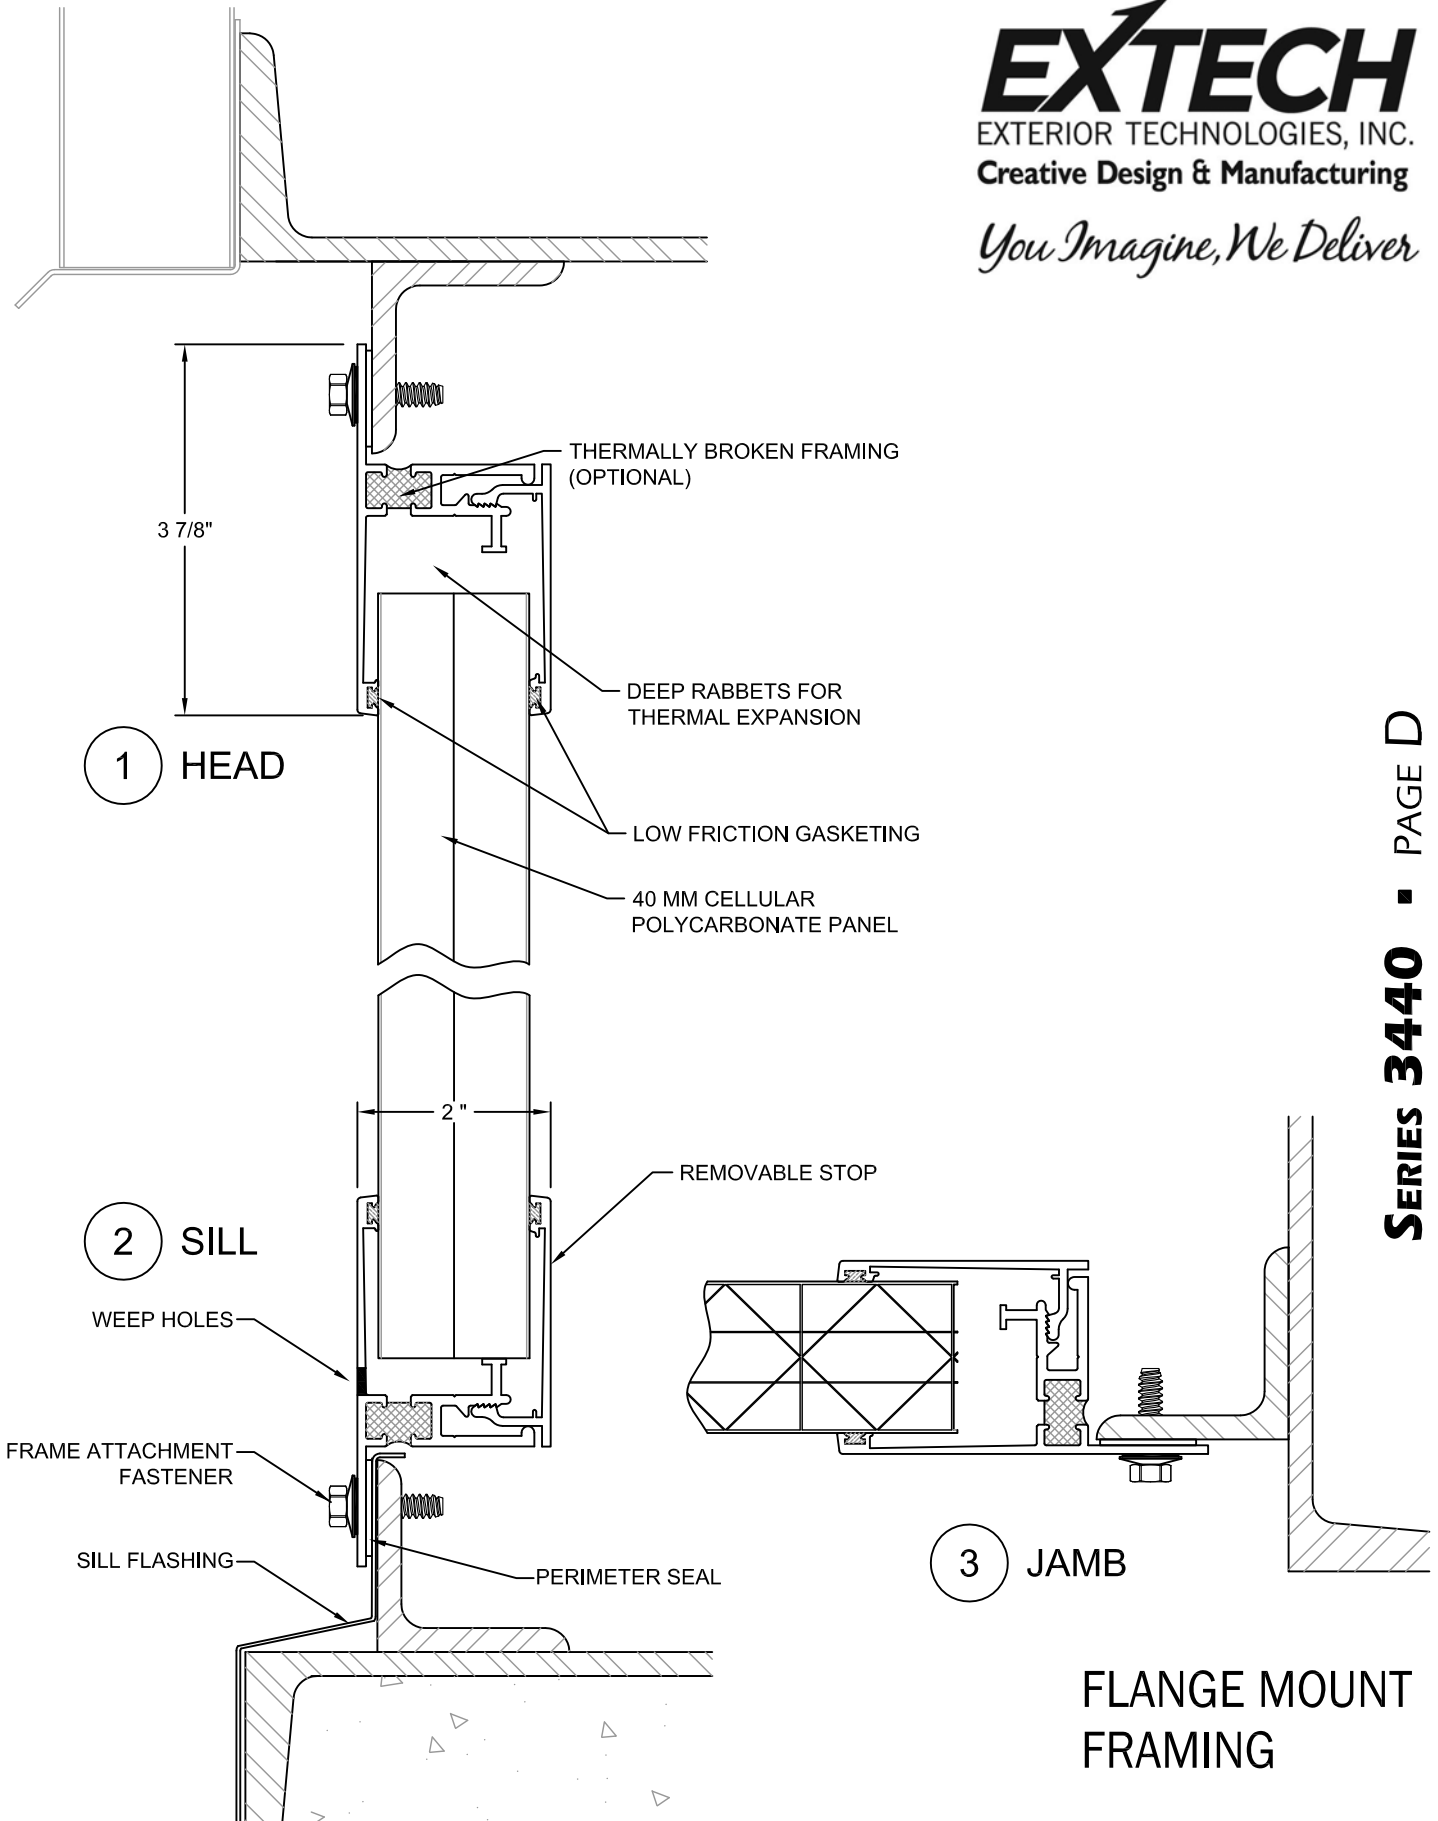 EXTECH
EXTERIOR TECHNOLOGIES, INC.
Creative Design & Manufacturing
You Imagine, We Deliver
THERMALLY BROKEN FRAMING
(OPTIONAL)
3 7/8"
DEEP RABBETS FOR
THERMAL EXPANSION
1 HEAD
LOW FRICTION GASKETING
40 MM CELLULAR
POLYCARBONATE PANEL
2 "
REMOVABLE STOP
2 SILL
WEEP HOLES
FRAME ATTACHMENT
FASTENER
SILL FLASHING
PERIMETER SEAL
3 JAMB
SERIES 3440 ▪ PAGE D
FLANGE MOUNT
FRAMING